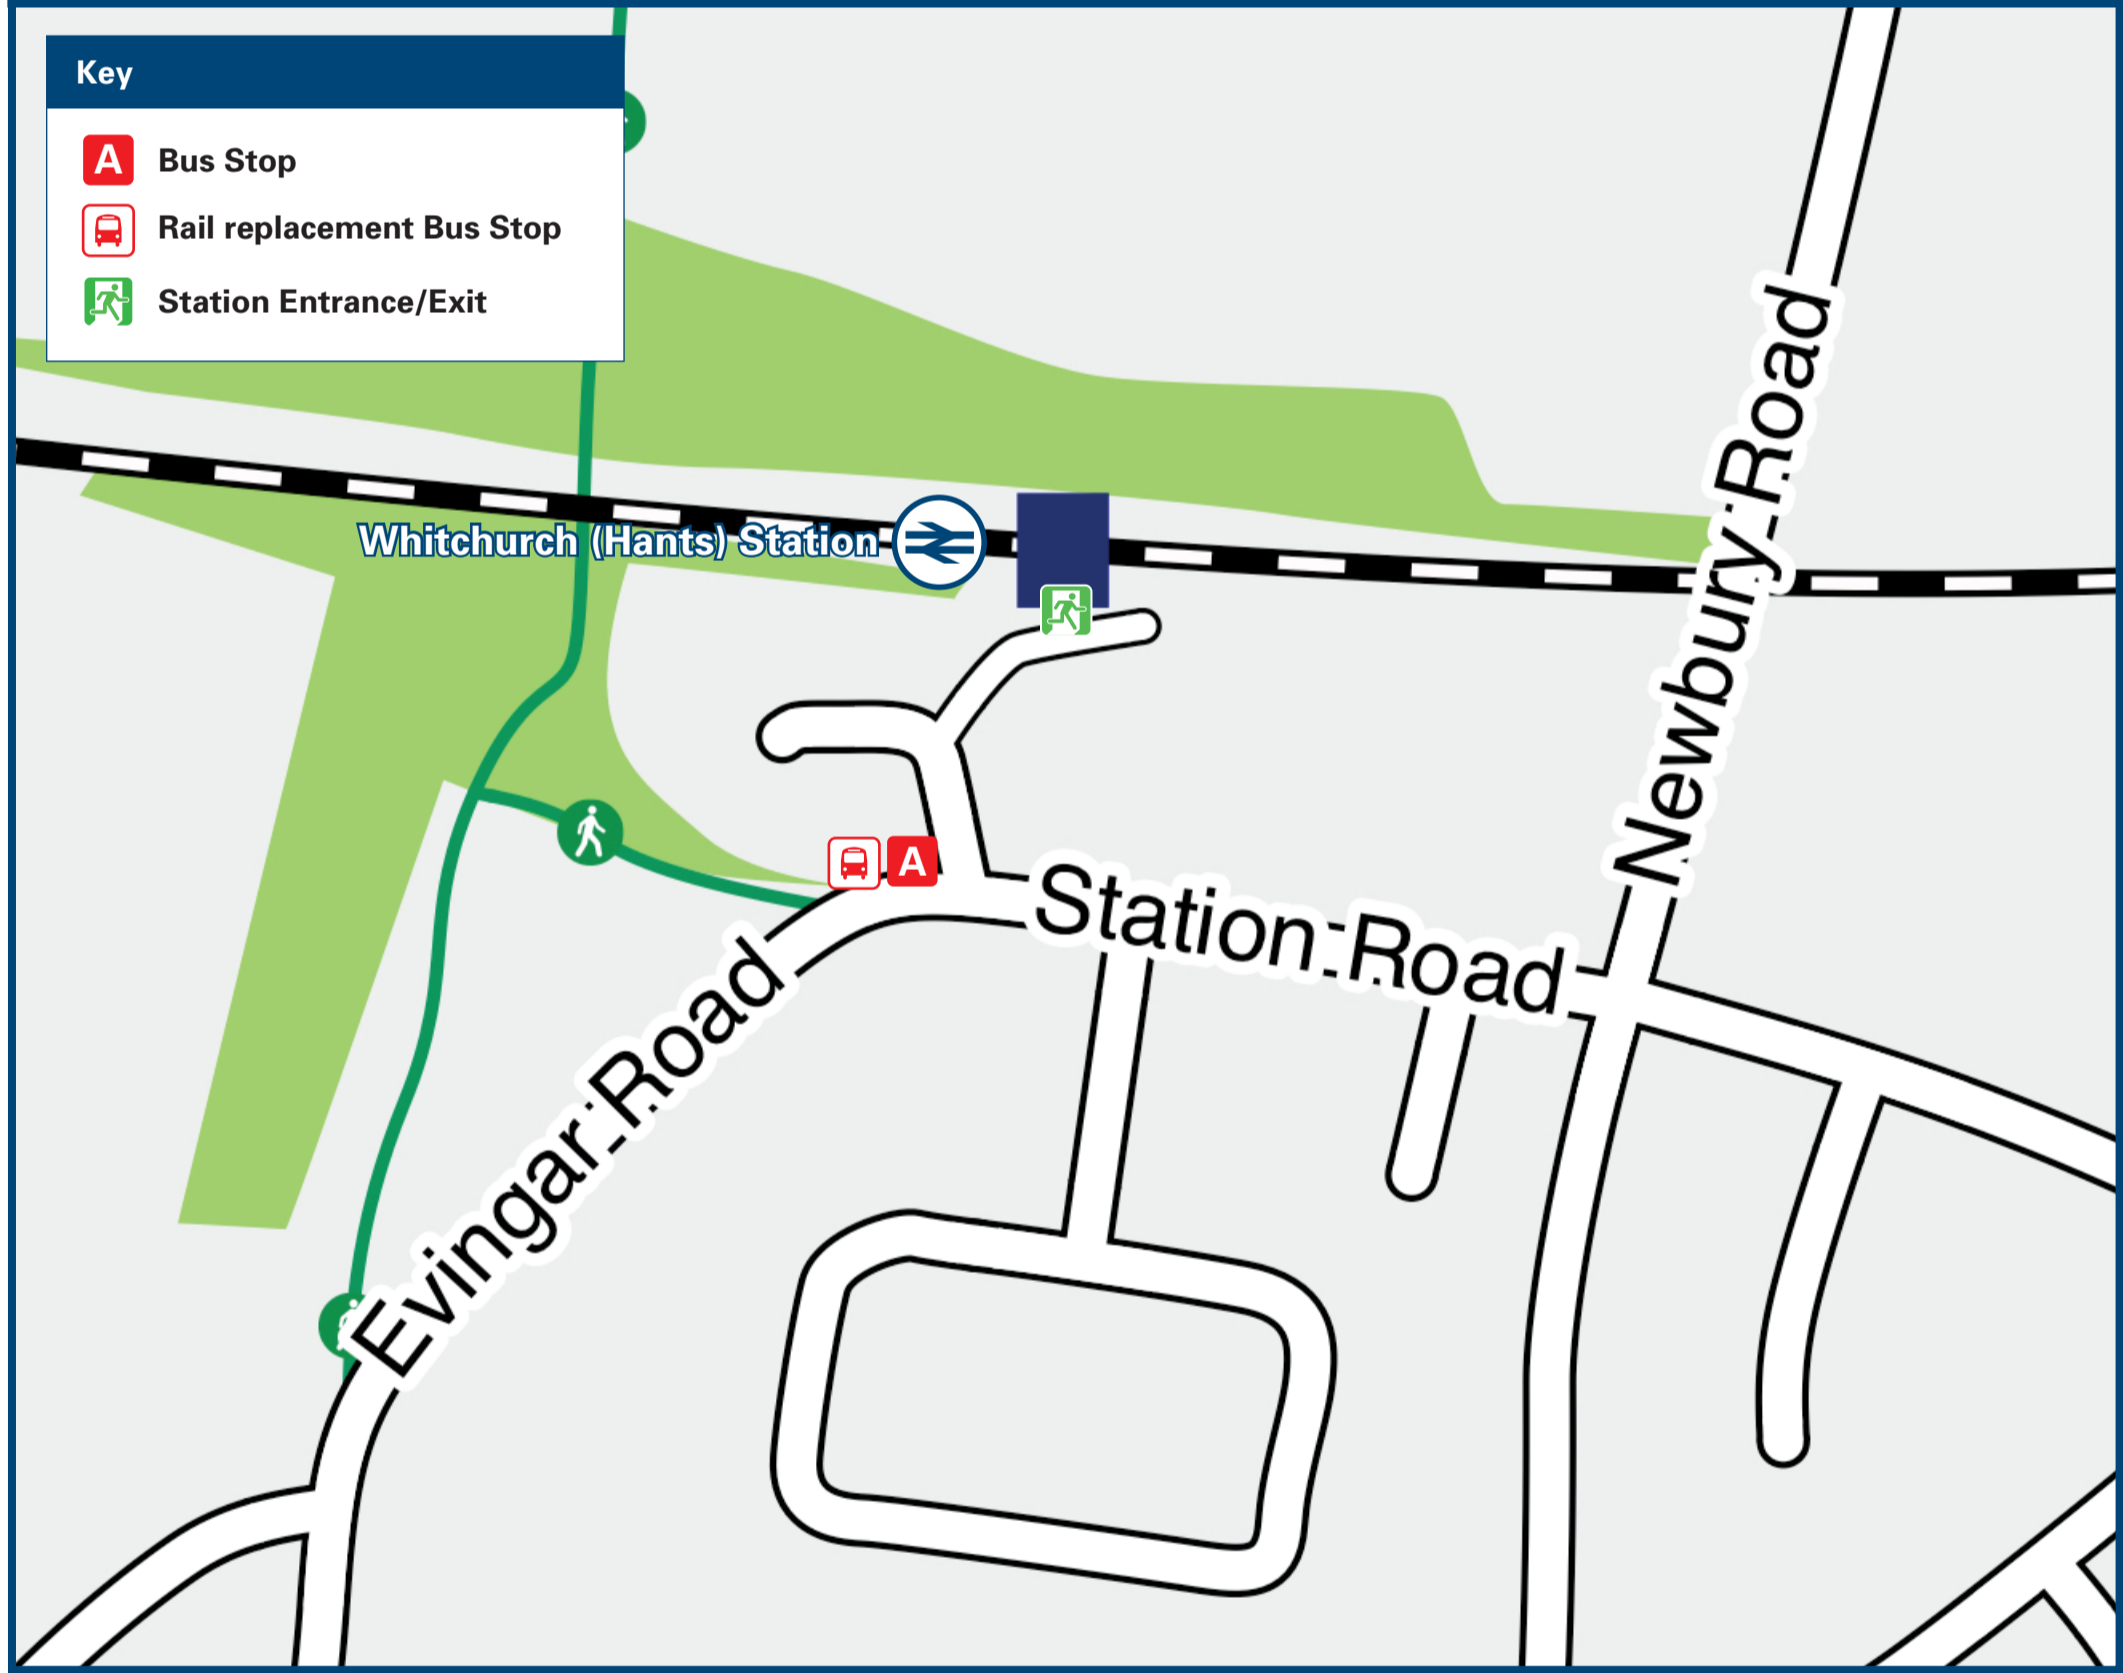 Key
A Bus Stop
Rail replacement Bus Stop
Station Entrance/Exit
Whitchurch (Hants) Station
Newbury Road
A
Station Road
Evingar Road